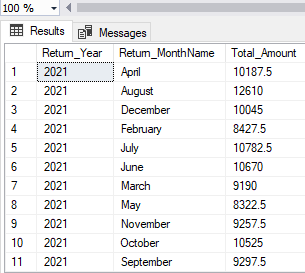 100 %
Results Messages
Return_Year Return_MonthName Total_Amount
1 2021 April 10187.5
2 2021 August 12610
3 2021 December 10045
4 2021 February 8427.5
5 2021 July 10782.5
6 2021 June 10670
7 2021 March 9190
8 2021 May 8322.5
9 2021 November 9257.5
10 2021 October 10525
11 2021 September 9297.5